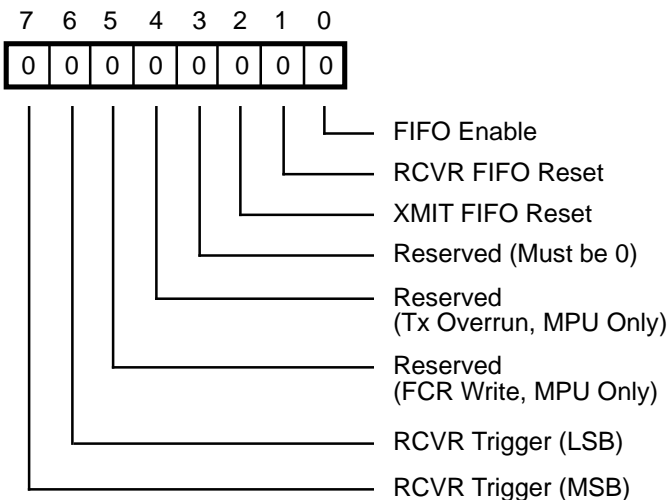 7 6 5 4 3 2 1 0
0 0 0 0 0 0 0 0
FIFO Enable
RCVR FIFO Reset
XMIT FIFO Reset
Reserved (Must be 0)
Reserved
(Tx Overrun, MPU Only)
Reserved
(FCR Write, MPU Only)
RCVR Trigger (LSB)
RCVR Trigger (MSB)